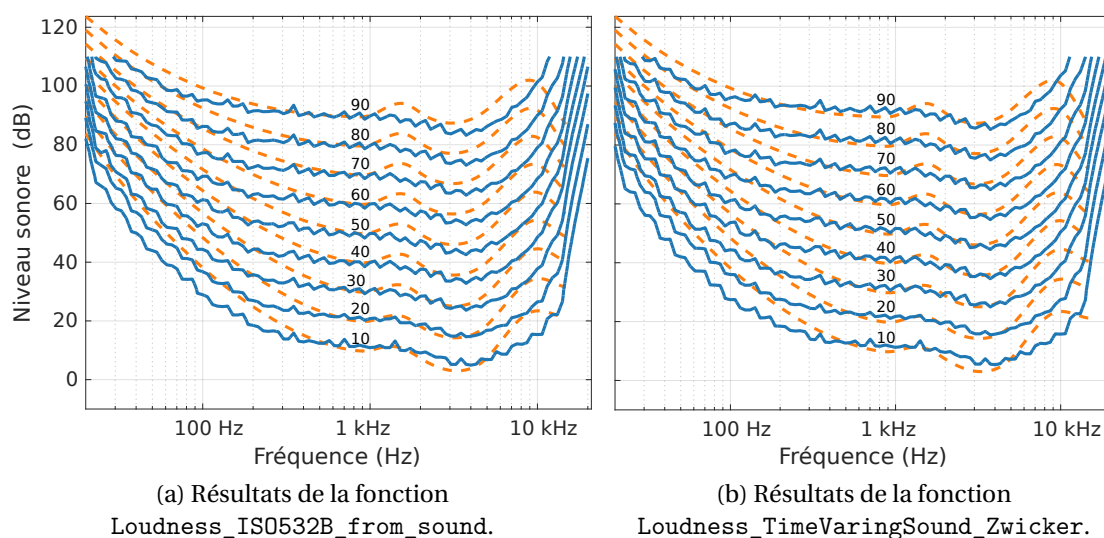 120
100
80
60
40
20
0
Niveau sonore (dB)
90
80
70
60
50
40
30
20
10
100 Hz
1 kHz
10 kHz
Fréquence (Hz)
90
80
70
60
50
40
30
20
10
100 Hz
1 kHz
10 kHz
Fréquence (Hz)
(a) Résultats de la fonction
Loudness_ISO532B_from_sound.
(b) Résultats de la fonction
Loudness_TimeVaringSound_Zwicker.